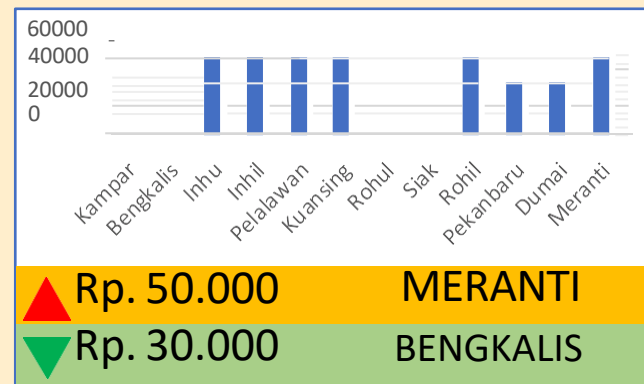 60000
40000
20000
0
Kampar
Bengkalis
Inhu
Inhil
Pelalawan
Kuansing
Rohul
Siak
Rohil
Pekanbaru
Dumai
Meranti
Rp. 50.000 MERANTI
Rp. 30.000 BENGKALIS